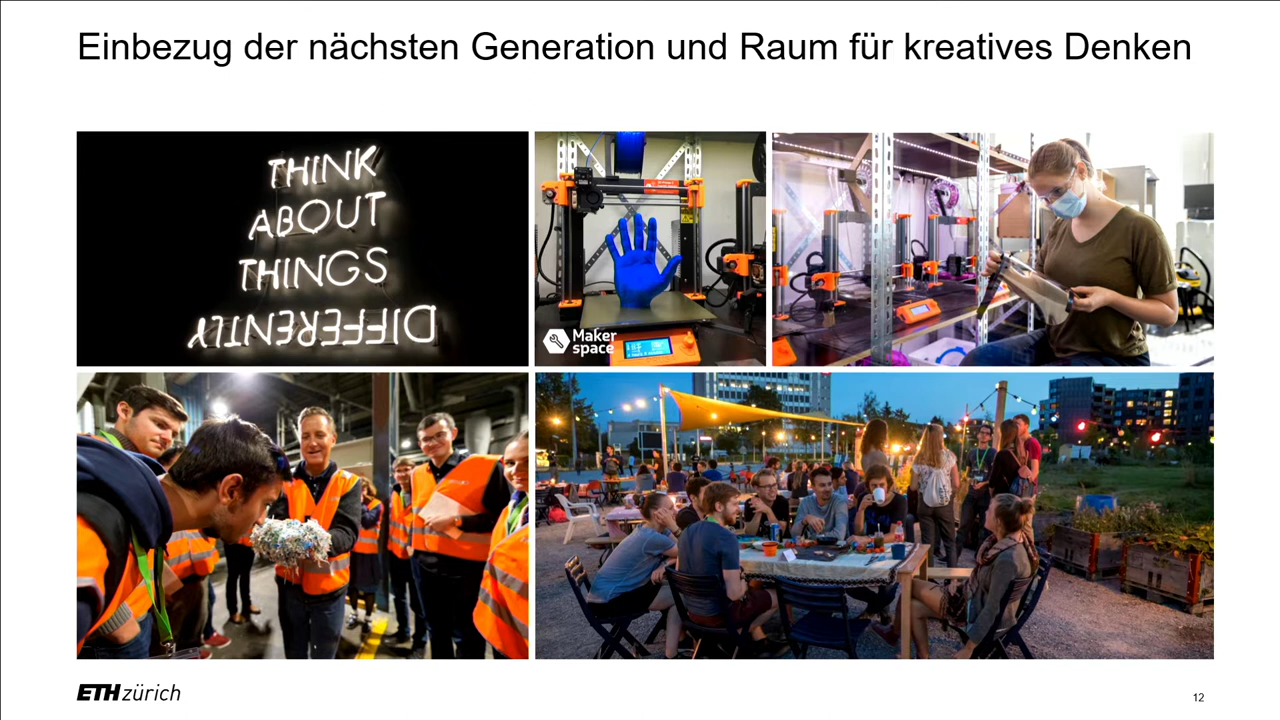 Einbezug der nächsten Generation und Raum für kreatives Denken
THINK
ABOUT
THINGS
DIFFERENTLY
Maker
space
ETH zürich
12